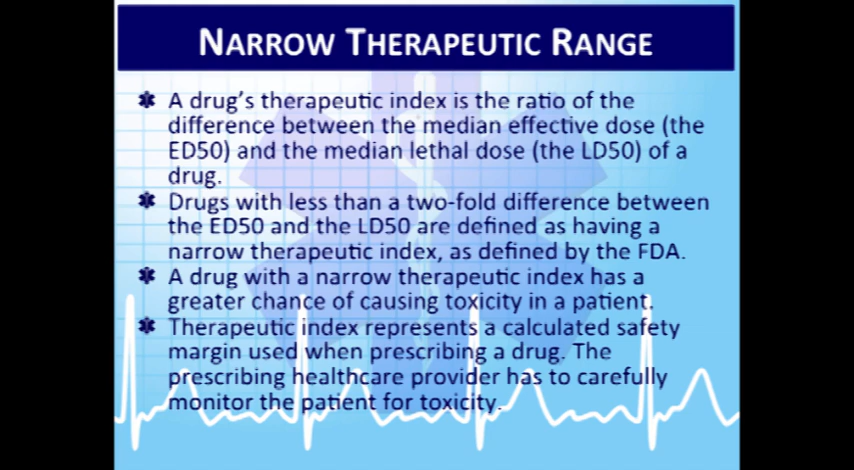 NARROW THERAPEUTIC RANGE
✱ A drug's therapeutic index is the ratio of the
difference between the median effective dose (the
ED50) and the median lethal dose (the LD50) of a
drug.
✱ Drugs with less than a two-fold difference between
the ED50 and the LD50 are defined as having a
narrow therapeutic index, as defined by the FDA.
✱ A drug with a narrow therapeutic index has a
greater chance of causing toxicity in a patient.
✱ Therapeutic index represents a calculated safety
margin used when prescribing a drug. The
prescribing healthcare provider has to carefully
monitor the patient for toxicity.